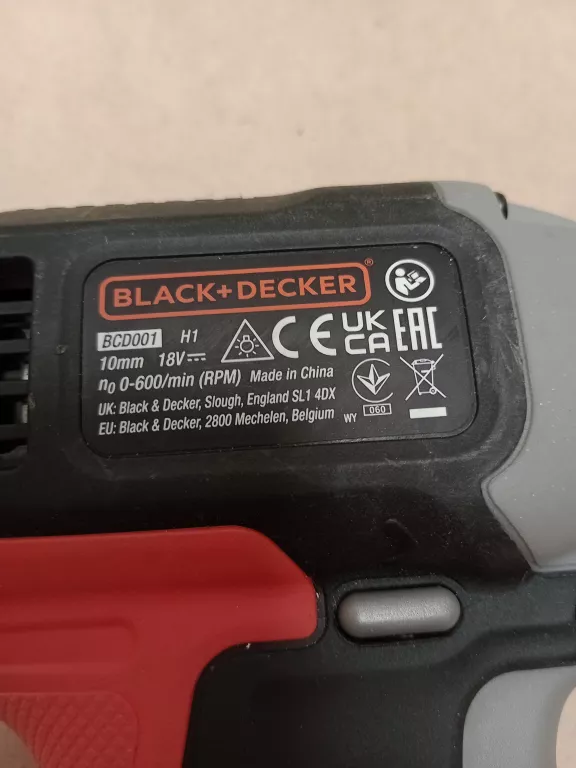 BLACK+DECKER®
BCD001 H1
10mm 18V⎓
n₀ 0-600/min (RPM) Made in China
UK: Black & Decker, Slough, England SL1 4DX
EU: Black & Decker, 2800 Mechelen, Belgium
CE UK CA EAC
WY 060